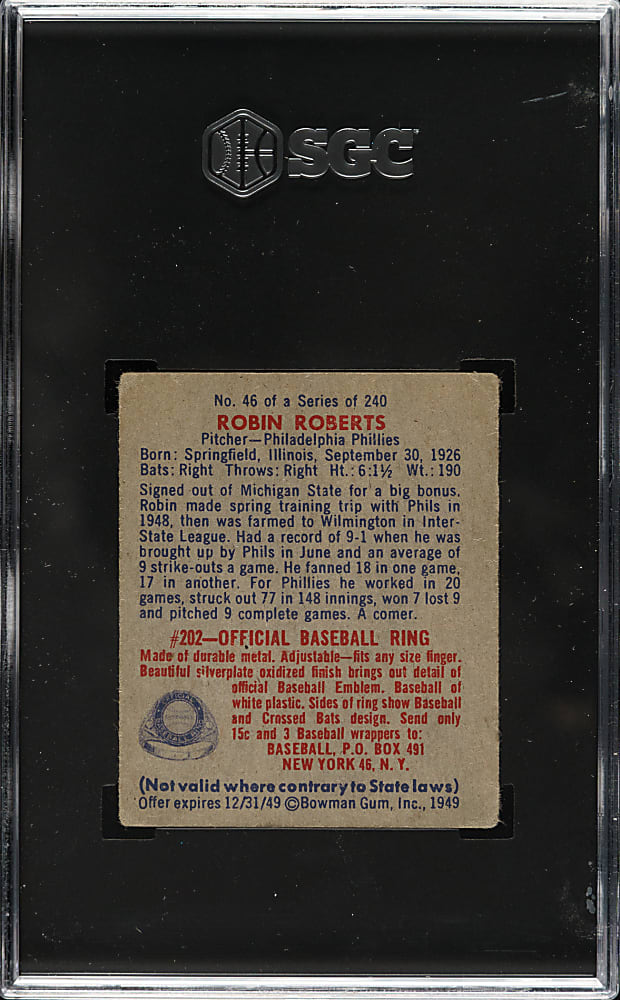 SGC
No. 46 of a Series of 240
ROBIN ROBERTS
Pitcher—Philadelphia Phillies
Born: Springfield, Illinois, September 30, 1926
Bats: Right Throws: Right Ht.: 6:1½ Wt.: 190
Signed out of Michigan State for a big bonus.
Robin made spring training trip with Phils in
1948, then was farmed to Wilmington in Inter-
State League. Had a record of 9-1 when he was
brought up by Phils in June and an average of
9 strike-outs a game. He fanned 18 in one game,
17 in another. For Phillies he worked in 20
games, struck out 77 in 148 innings, won 7 lost 9
and pitched 9 complete games. A comer.
#202—OFFICIAL BASEBALL RING
Made of durable metal. Adjustable—fits any size finger.
Beautiful silverplate oxidized finish brings out detail of
official Baseball Emblem. Baseball of
white plastic. Sides of ring show Baseball
and Crossed Bats design. Send only
15c and 3 Baseball wrappers to:
BASEBALL, P.O. BOX 491
NEW YORK 46, N. Y.
(Not valid where contrary to State laws)
Offer expires 12/31/49 ©Bowman Gum, Inc., 1949